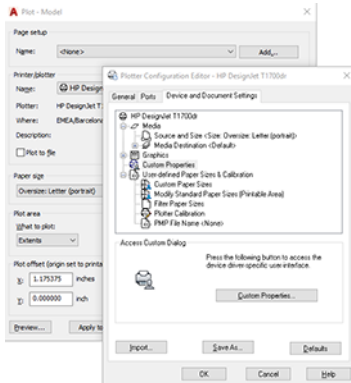 Plot - Model
Page setup
Name: <None> Add...
Printer/plotter
Name: HP DesignJet
Plotter: HP DesignJet T1
Where: EMEA/Barcelona
Description:
Plot to file
Paper size
Oversize: Letter (portrait)
Plot area
What to plot:
Extents
Plot offset (origin set to printa
X: 1.175375 inches
Y: 0.000000 inch
Preview... Apply to
Plotter Configuration Editor - HP DesignJet T1700dr
General Ports Device and Document Settings
HP DesignJet T1700dr
Media
Source and Size <Size: Oversize: Letter (portrait)>
Media Destination <Default>
Graphics
Custom Properties
User-defined Paper Sizes & Calibration
Custom Paper Sizes
Modify Standard Paper Sizes (Printable Area)
Filter Paper Sizes
Plotter Calibration
PMP File Name <None>
Access Custom Dialog
Press the following button to access the
device driver-specific user-interface.
Custom Properties...
Import... Save As... Defaults
OK Cancel Help